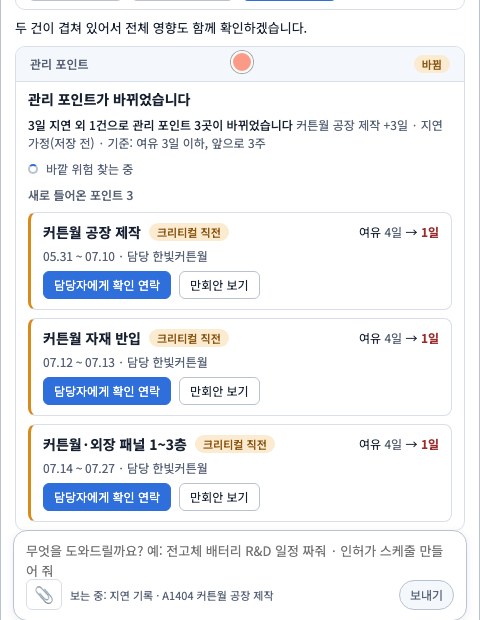 두 건이 겹쳐 있어서 전체 영향도 함께 확인하겠습니다.
관리 포인트
바뀜
관리 포인트가 바뀌었습니다
3일 지연 외 1건으로 관리 포인트 3곳이 바뀌었습니다 커튼월 공장 제작 +3일 · 지연
가정(저장 전) · 기준: 여유 3일 이하, 앞으로 3주
바깥 위험 찾는 중
새로 들어온 포인트 3
커튼월 공장 제작 크리티컬 직전 여유 4일 → 1일
05.31 ~ 07.10 · 담당 한빛커튼월
담당자에게 확인 연락 만회안 보기
커튼월 자재 반입 크리티컬 직전 여유 4일 → 1일
07.12 ~ 07.13 · 담당 한빛커튼월
담당자에게 확인 연락 만회안 보기
커튼월·외장 패널 1~3층 크리티컬 직전 여유 4일 → 1일
07.14 ~ 07.27 · 담당 한빛커튼월
담당자에게 확인 연락 만회안 보기
무엇을 도와드릴까요? 예: 전고체 배터리 R&D 일정 짜줘 · 인허가 스케줄 만들
어 줘
보는 중: 지연 기록 · A1404 커튼월 공장 제작 보내기